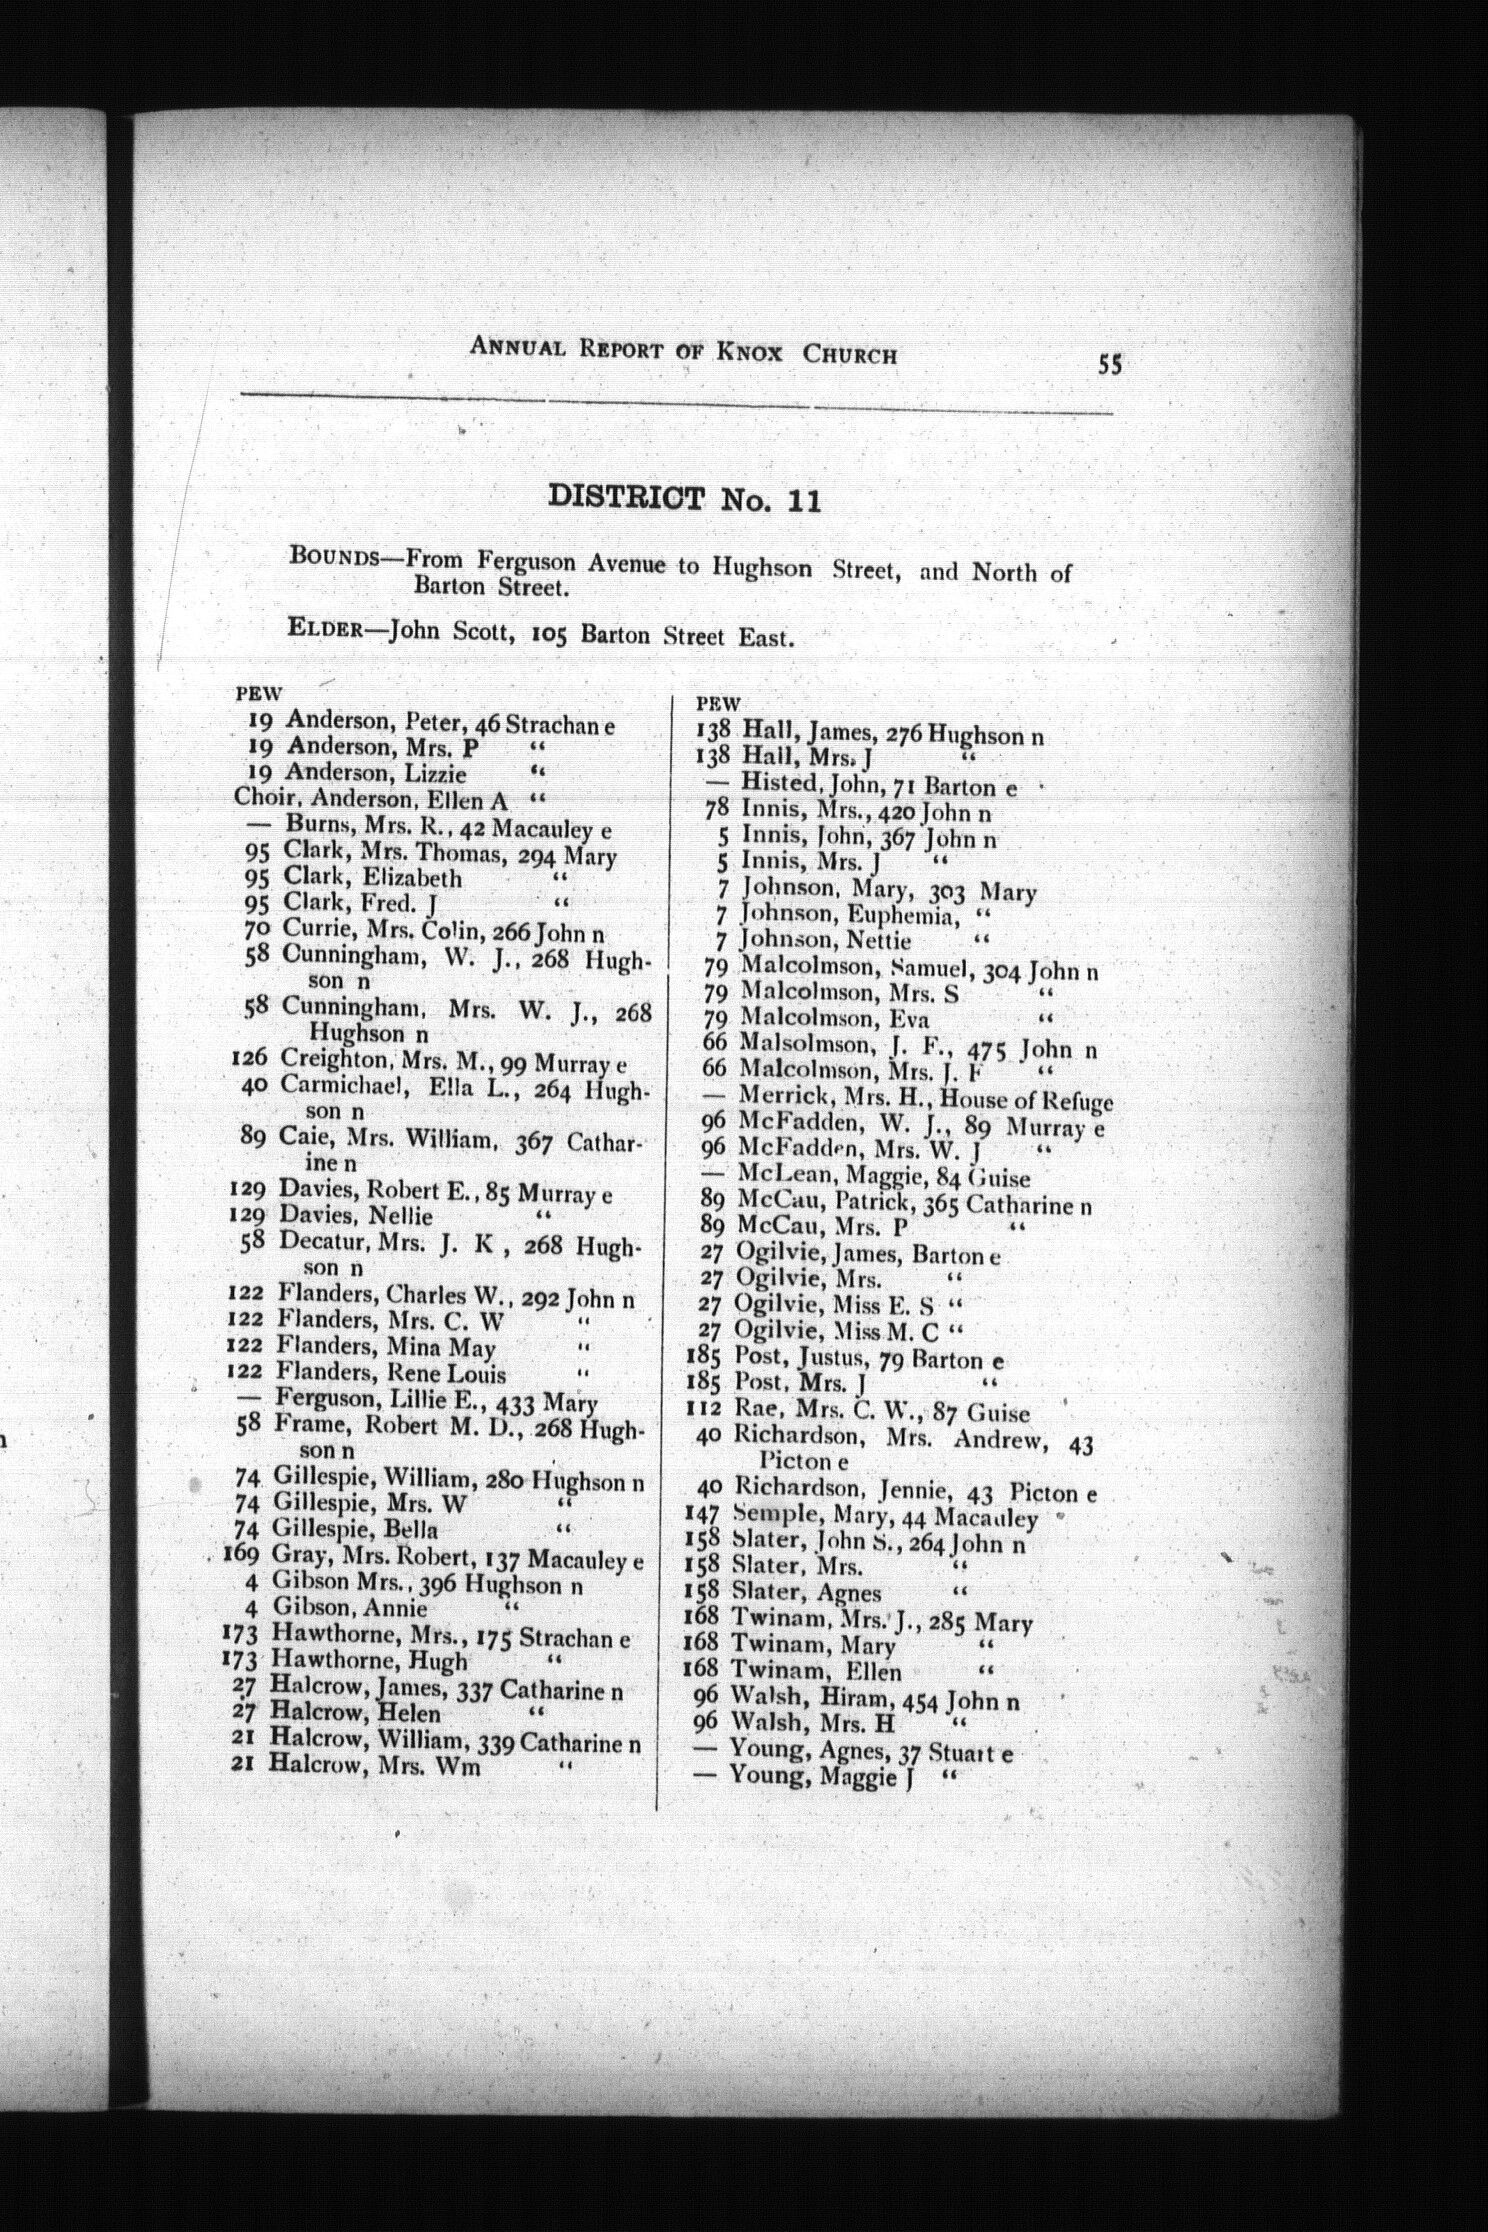 ANNUAL REPORT OF KNOX CHURCH 55
DISTRICT No. 11
BOUNDS—From Ferguson Avenue to Hughson Street, and North of
Barton Street.
ELDER—John Scott, 105 Barton Street East.
PEW
19 Anderson, Peter, 46 Strachan e
19 Anderson, Mrs. P "
19 Anderson, Lizzie "
Choir, Anderson, Ellen A "
— Burns, Mrs. R., 42 Macauley e
95 Clark, Mrs. Thomas, 294 Mary
95 Clark, Elizabeth "
95 Clark, Fred. J "
70 Currie, Mrs. Colin, 266 John n
58 Cunningham, W. J., 268 Hugh-
son n
58 Cunningham, Mrs. W. J., 268
Hughson n
126 Creighton, Mrs. M., 99 Murray e
40 Carmichael, Ella L., 264 Hugh-
son n
89 Caie, Mrs. William, 367 Cathar-
ine n
129 Davies, Robert E., 85 Murray e
129 Davies, Nellie "
58 Decatur, Mrs. J. K , 268 Hugh-
son n
122 Flanders, Charles W., 292 John n
122 Flanders, Mrs. C. W "
122 Flanders, Mina May "
122 Flanders, Rene Louis "
— Ferguson, Lillie E., 433 Mary
58 Frame, Robert M. D., 268 Hugh-
son n
74 Gillespie, William, 280 Hughson n
74 Gillespie, Mrs. W "
74 Gillespie, Bella "
169 Gray, Mrs. Robert, 137 Macauley e
4 Gibson Mrs., 396 Hughson n
4 Gibson, Annie "
173 Hawthorne, Mrs., 175 Strachan e
173 Hawthorne, Hugh "
27 Halcrow, James, 337 Catharine n
27 Halcrow, Helen "
21 Halcrow, William, 339 Catharine n
21 Halcrow, Mrs. Wm "
PEW
138 Hall, James, 276 Hughson n
138 Hall, Mrs. J "
— Histed, John, 71 Barton e
78 Innis, Mrs., 420 John n
5 Innis, John, 367 John n
5 Innis, Mrs. J "
7 Johnson, Mary, 303 Mary
7 Johnson, Euphemia, "
7 Johnson, Nettie "
79 Malcolmson, Samuel, 304 John n
79 Malcolmson, Mrs. S "
79 Malcolmson, Eva "
66 Malsolmson, J. F., 475 John n
66 Malcolmson, Mrs. J. F "
— Merrick, Mrs. H., House of Refuge
96 McFadden, W. J., 89 Murray e
96 McFadden, Mrs. W. J "
— McLean, Maggie, 84 Guise
89 McCau, Patrick, 365 Catharine n
89 McCau, Mrs. P "
27 Ogilvie, James, Barton e
27 Ogilvie, Mrs. "
27 Ogilvie, Miss E. S "
27 Ogilvie, Miss M. C "
185 Post, Justus, 79 Barton e
185 Post, Mrs. J "
112 Rae, Mrs. C. W., 87 Guise
40 Richardson, Mrs. Andrew, 43
Picton e
40 Richardson, Jennie, 43 Picton e
147 Semple, Mary, 44 Macauley
158 Slater, John S., 264 John n
158 Slater, Mrs. "
158 Slater, Agnes "
168 Twinam, Mrs. J., 285 Mary
168 Twinam, Mary "
168 Twinam, Ellen "
96 Walsh, Hiram, 454 John n
96 Walsh, Mrs. H "
— Young, Agnes, 37 Stuart e
— Young, Maggie J "